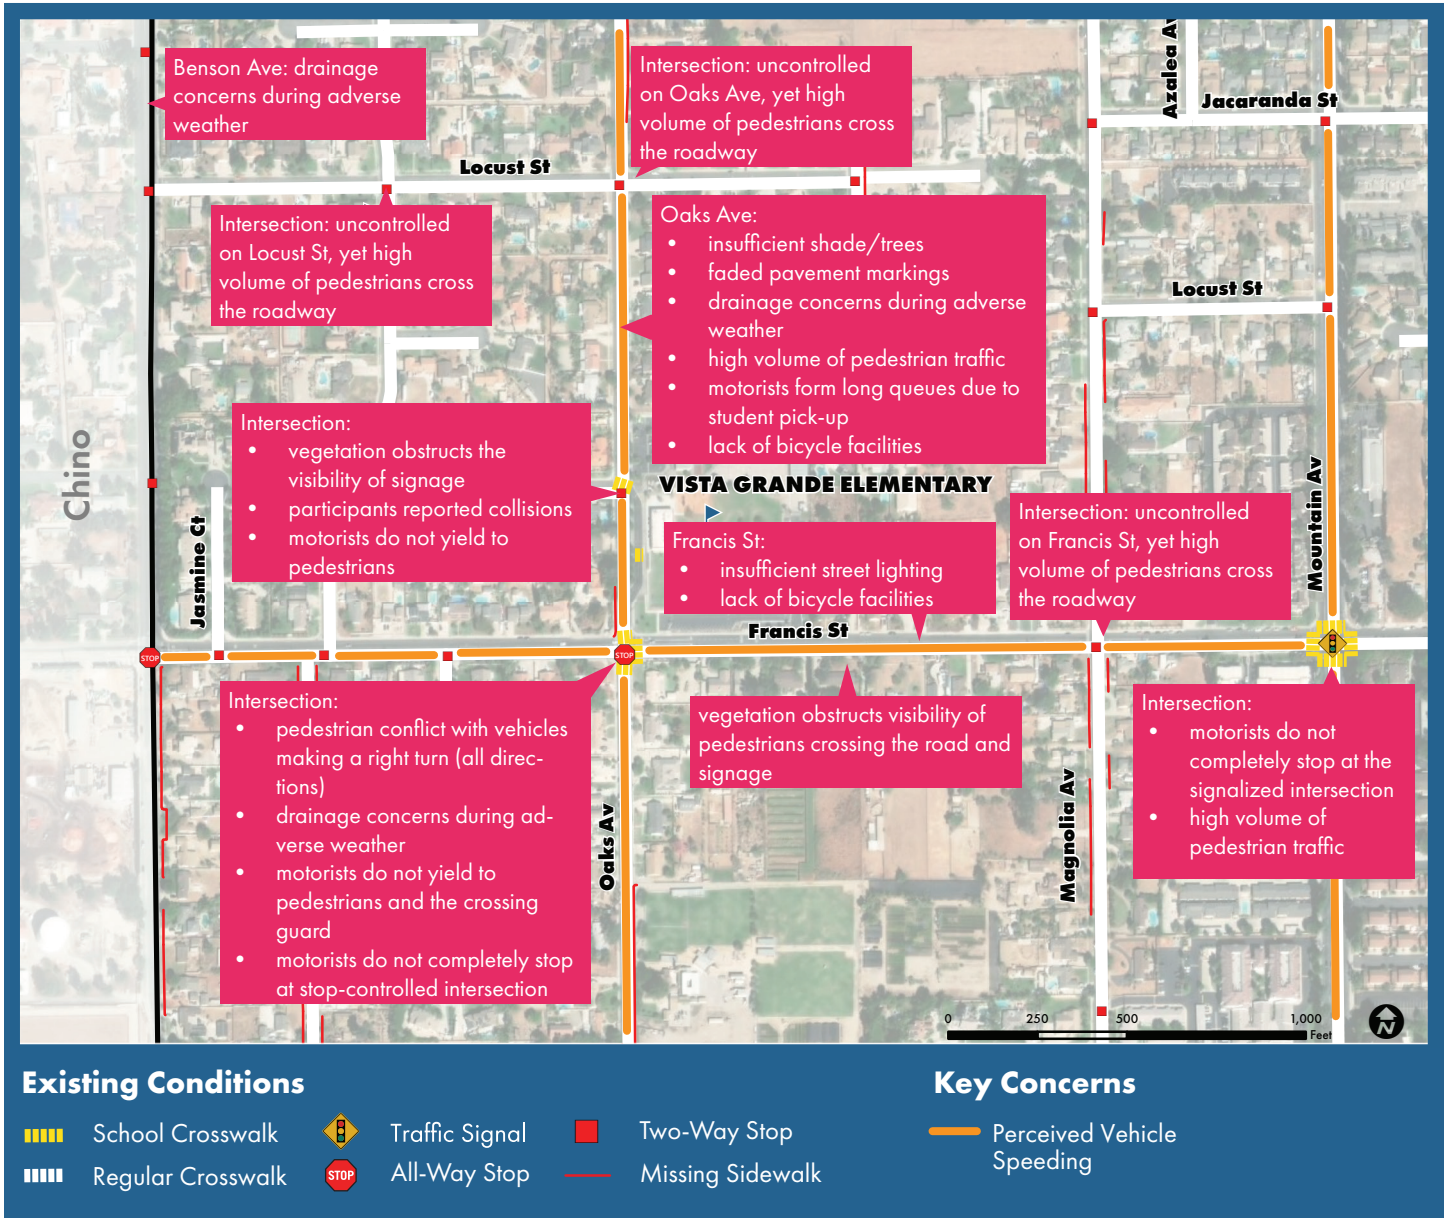 Benson Ave: drainage
concerns during adverse
weather
Intersection: uncontrolled
on Oaks Ave, yet high
volume of pedestrians cross
the roadway
Azalea Av
Jacaranda St
Locust St
Intersection: uncontrolled
on Locust St, yet high
volume of pedestrians cross
the roadway
Oaks Ave:
• insufficient shade/trees
• faded pavement markings
• drainage concerns during adverse
weather
• high volume of pedestrian traffic
• motorists form long queues due to
student pick-up
• lack of bicycle facilities
Locust St
Chino
Intersection:
• vegetation obstructs the
visibility of signage
• participants reported collisions
• motorists do not yield to
pedestrians
VISTA GRANDE ELEMENTARY
Jasmine Ct
Francis St:
• insufficient street lighting
• lack of bicycle facilities
Intersection: uncontrolled
on Francis St, yet high
volume of pedestrians cross
the roadway
Mountain Av
Francis St
STOP
STOP
Intersection:
• pedestrian conflict with vehicles
making a right turn (all direc-
tions)
• drainage concerns during ad-
verse weather
• motorists do not yield to
pedestrians and the crossing
guard
• motorists do not completely stop
at stop-controlled intersection
vegetation obstructs visibility of
pedestrians crossing the road and
signage
Intersection:
• motorists do not
completely stop at the
signalized intersection
• high volume of
pedestrian traffic
Oaks Av
Magnolia Av
0 250 500 1,000
Feet
N
Existing Conditions
School Crosswalk
Traffic Signal
Two-Way Stop
Regular Crosswalk
STOP
All-Way Stop
Missing Sidewalk
Key Concerns
Perceived Vehicle
Speeding